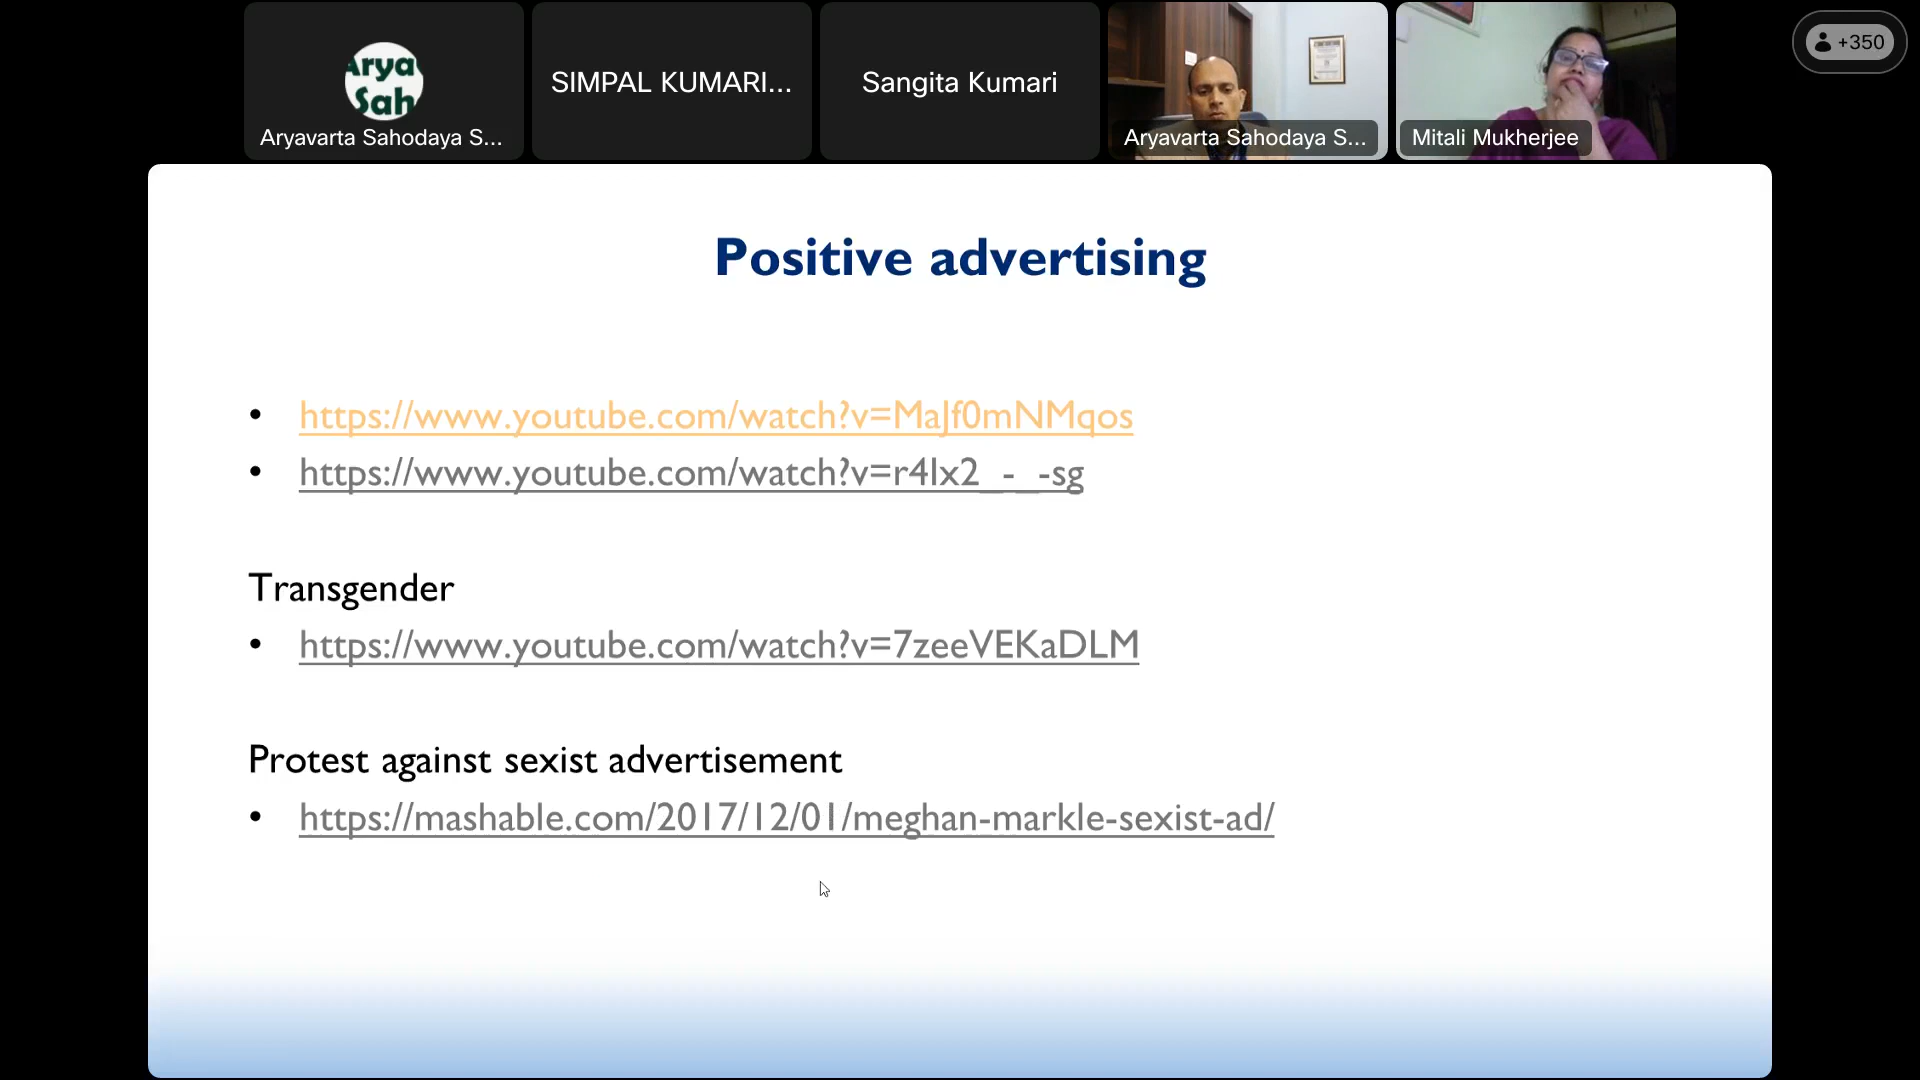 Arya
Sah
Aryavarta Sahodaya S...
SIMPAL KUMARI...
Sangita Kumari
Aryavarta Sahodaya S...
Mitali Mukherjee
+350
Positive advertising
• https://www.youtube.com/watch?v=MaJf0mNMqos
• https://www.youtube.com/watch?v=r4Ix2_-_-sg
Transgender
• https://www.youtube.com/watch?v=7zeeVEKaDLM
Protest against sexist advertisement
• https://mashable.com/2017/12/01/meghan-markle-sexist-ad/